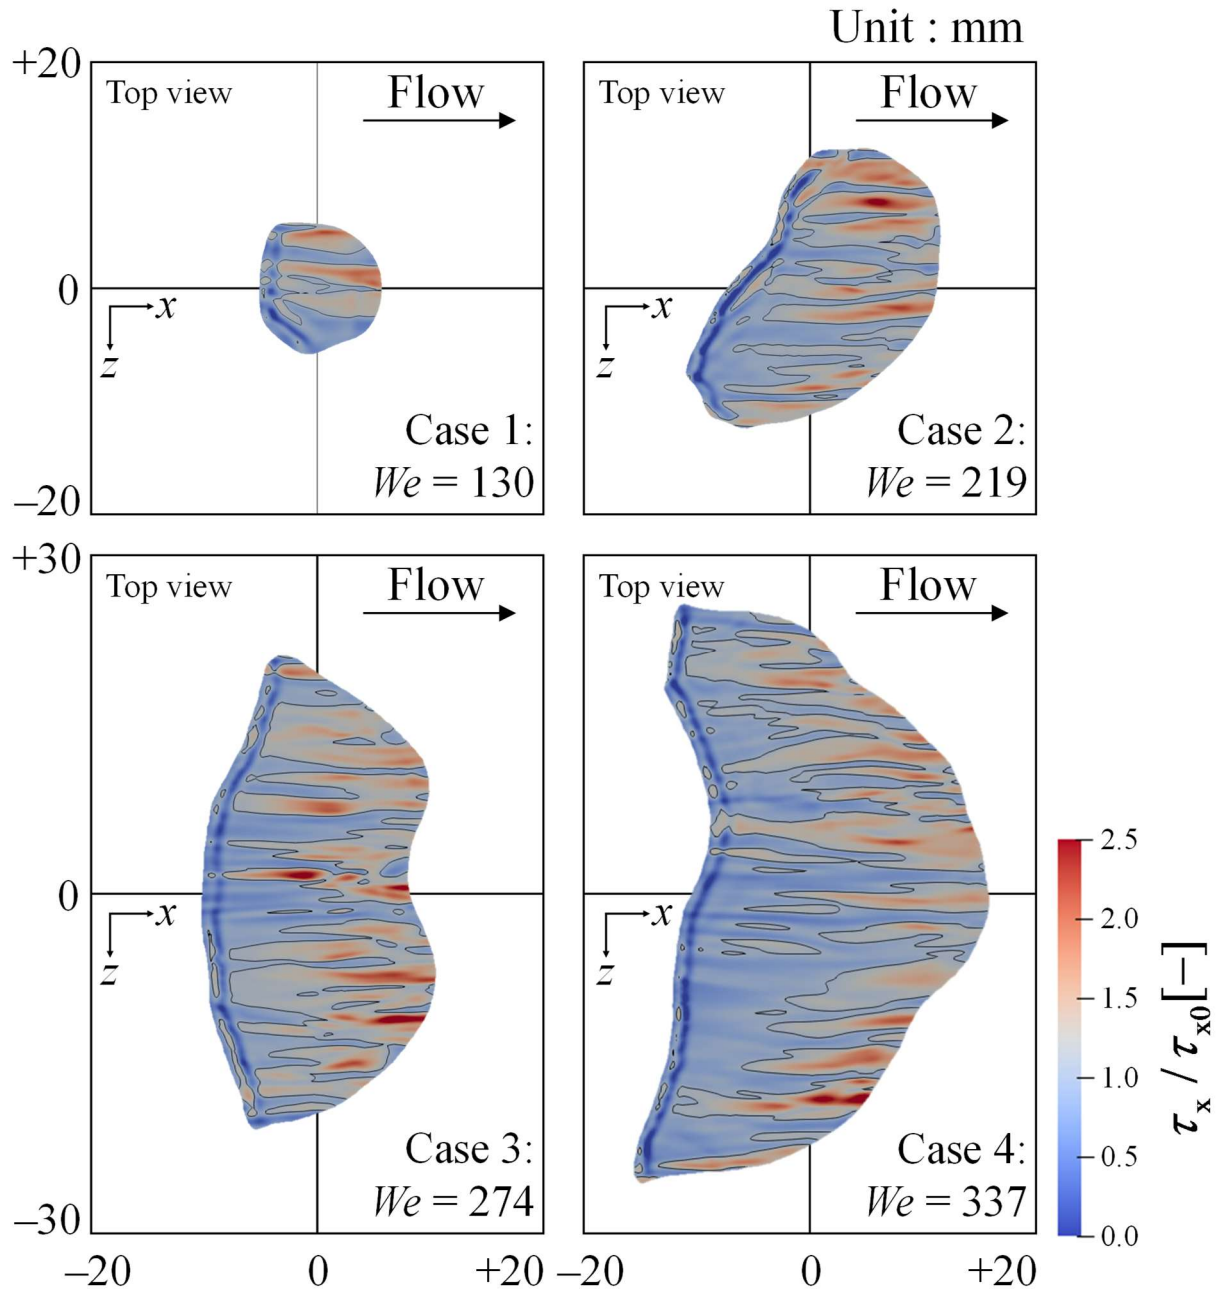 Unit : mm
+20
Top view
Flow
Top view
Flow
0
x
z
x
z
Case 1:
We = 130
Case 2:
We = 219
–20
+30
Top view
Flow
Top view
Flow
0
x
z
x
z
Case 3:
We = 274
Case 4:
We = 337
–30
–20
0
+20
–20
0
+20
2.5
2.0
1.5
1.0
0.5
0.0
τx / τx0[–]